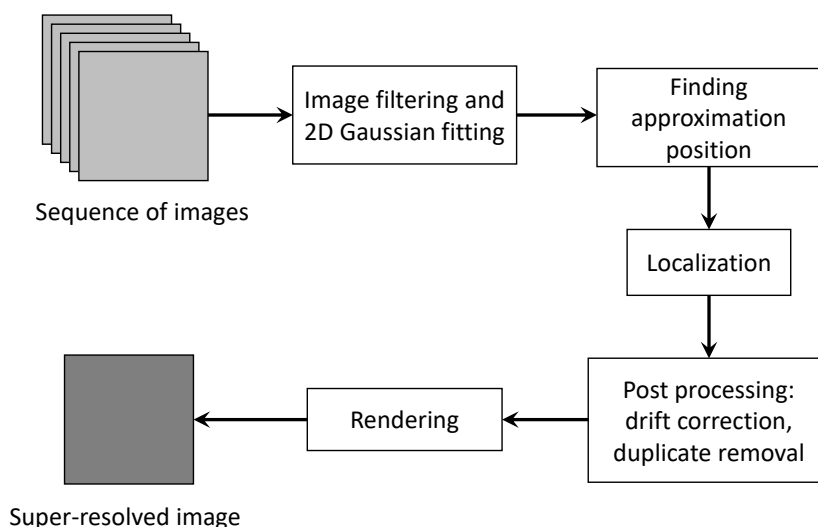 Sequence of images
Image filtering and
2D Gaussian fitting
Finding
approximation
position
Localization
Post processing:
drift correction,
duplicate removal
Rendering
Super-resolved image